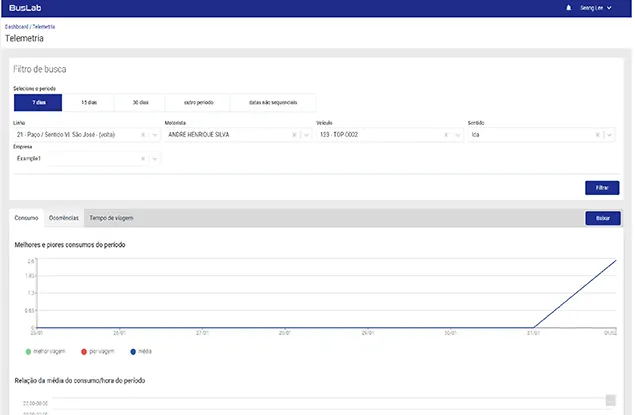 BusLab
Seong Lee
Dashboard / Telemetria
Telemetria
Filtro de busca
Selecione o período
7 dias
15 dias
30 dias
outro período
datas não sequenciais
Linha
Motorista
Veículo
Sentido
21 - Paço / Sentido Vl. São José - (volta)
ANDRE HENRIQUE SILVA
123 - TOP 0002
Ida
Empresa
Example1
Filtrar
Consumo
Ocorrências
Tempo de viagem
Baixar
Melhores e piores consumos do período
2.6
1.95
1.3
0.65
0
25/01
26/01
27/01
28/01
29/01
30/01
31/01
01/02
melhor viagem
pior viagem
média
Relação da média do consumo/hora do período
22:00-00:00